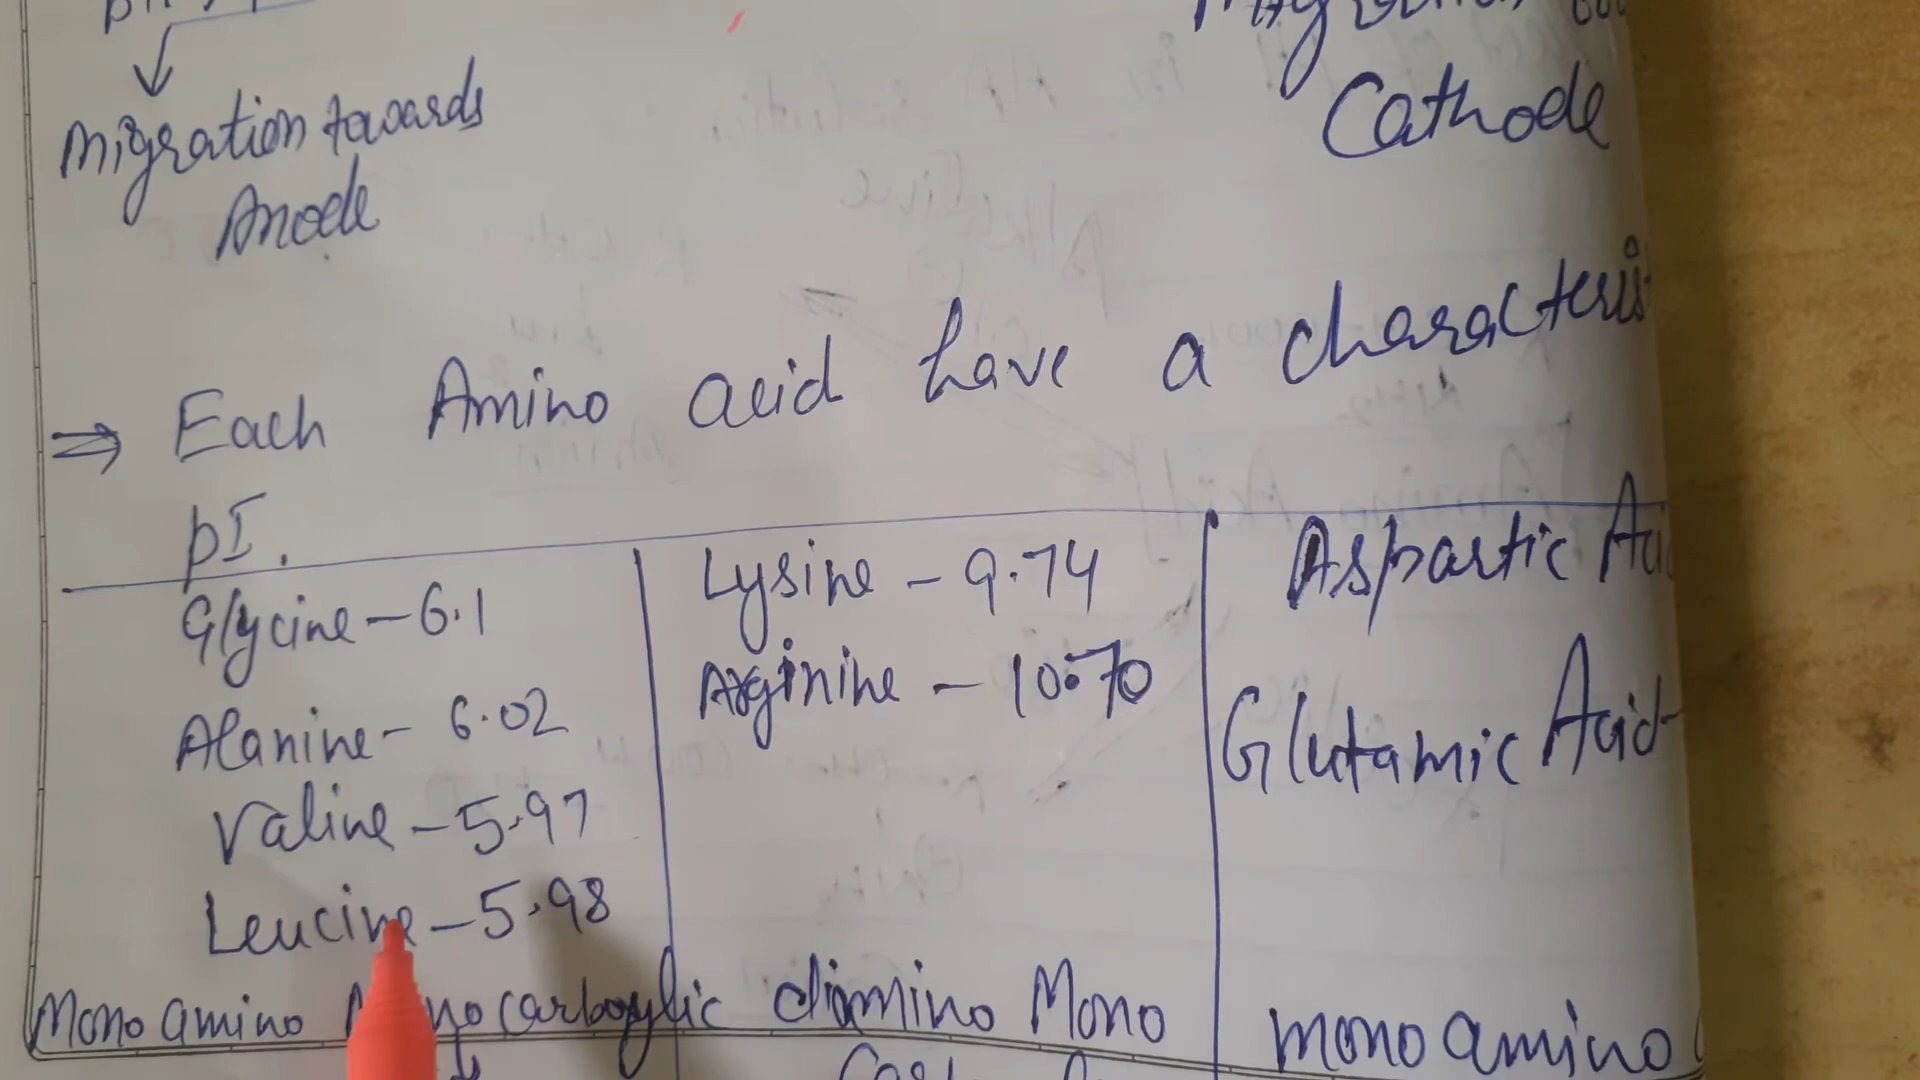 migration towards
Anode
Cathode
⇒ Each Amino acid have a characteris
pI.
Glycine - 6.1
Alanine - 6.02
Valine - 5.97
Leucine - 5.98
Mono amino carboxylic
Lysine - 9.74
Arginine - 10.70
diamino Mono
Aspartic Aci
Glutamic Acid-
mono amino